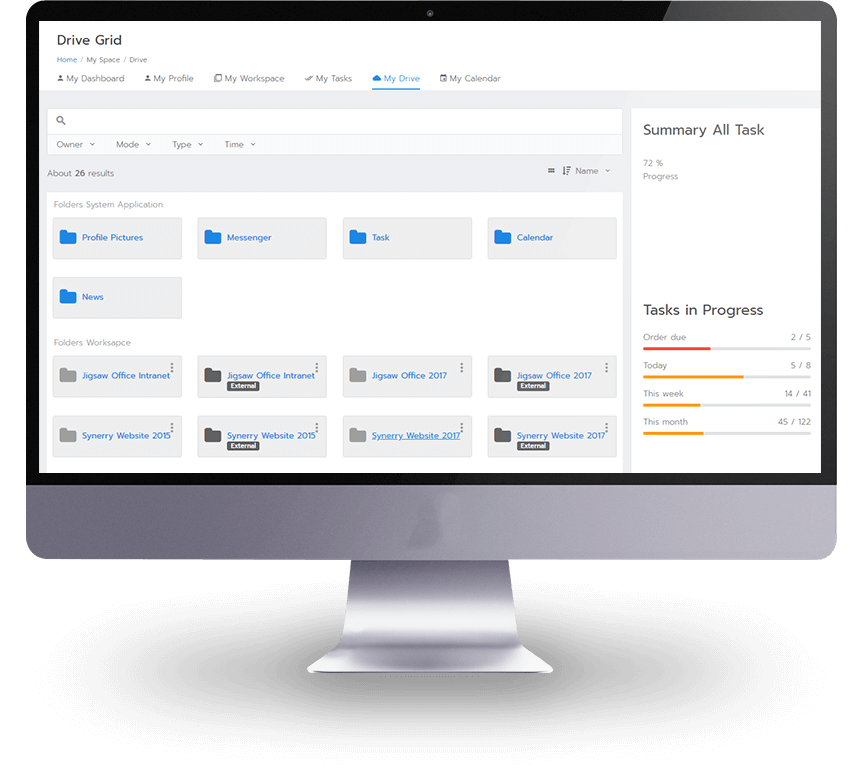 Drive Grid
Home / My Space / Drive
My Dashboard My Profile My Workspace My Tasks My Drive My Calendar
Owner Mode Type Time
About 26 results
Name
Folders System Application
Profile Pictures Messenger Task Calendar
News
Folders Worksapce
Jigsaw Office Intranet Jigsaw Office Intranet Jigsaw Office 2017 Jigsaw Office 2017
External External
Synerry Website 2015 Synerry Website 2015 Synerry Website 2017 Synerry Website 2017
External External
Summary All Task
72 %
Progress
Tasks in Progress
Order due 2 / 5
Today 5 / 8
This week 14 / 41
This month 45 / 122